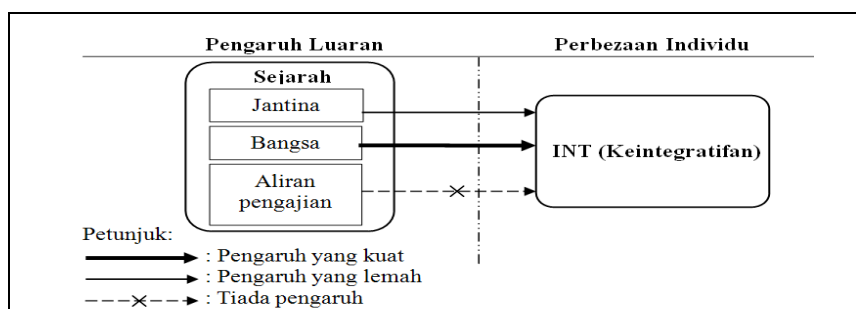 Pengaruh Luaran
Perbezaan Individu
Sejarah
Jantina
Bangsa
Aliran
pengajian
INT (Keintegratifan)
Petunjuk:
: Pengaruh yang kuat
: Pengaruh yang lemah
: Tiada pengaruh